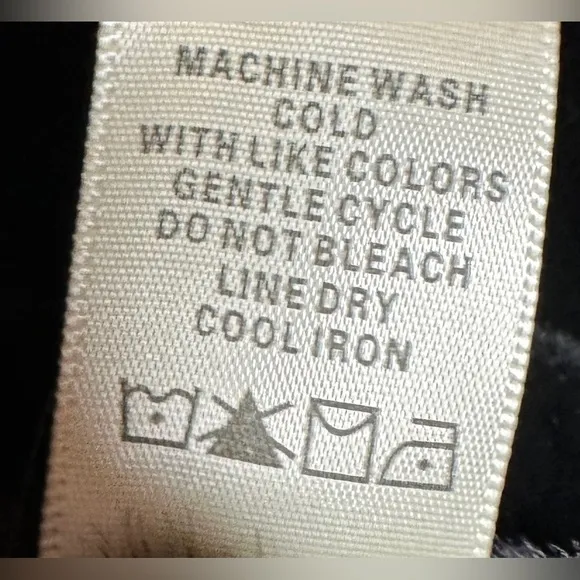 MACHINE WASH
COLD
WITH LIKE COLORS
GENTLE CYCLE
DO NOT BLEACH
LINE DRY
COOL IRON